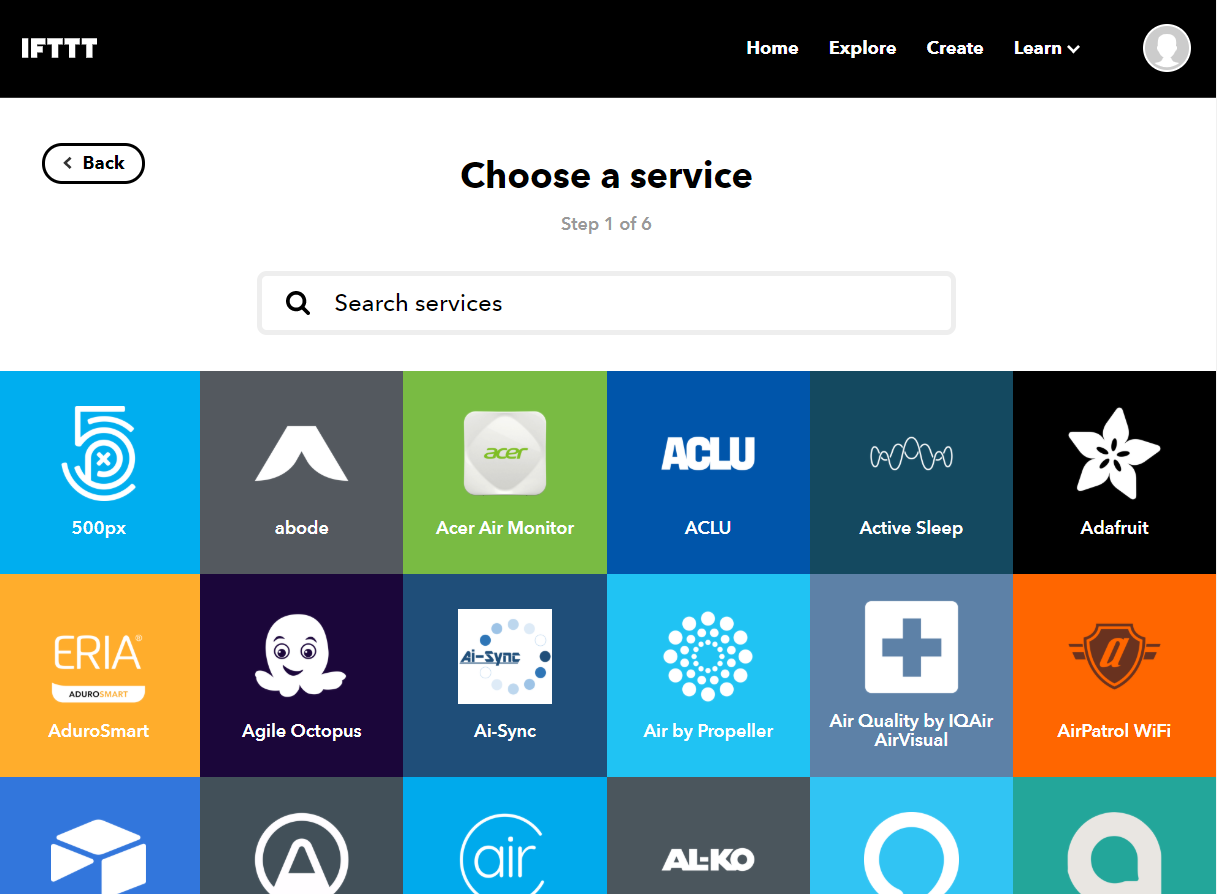 IFTTT
Home Explore Create Learn
Back
Choose a service
Step 1 of 6
Search services
5
acer
ACLU
500px
abode
Acer Air Monitor
ACLU
Active Sleep
Adafruit
ERIA®
ADUROSMART
Ai-Sync
a
AduroSmart
Agile Octopus
Ai-Sync
Air by Propeller
Air Quality by IQAir
AirVisual
AirPatrol WiFi
A
air
AL-KO
a